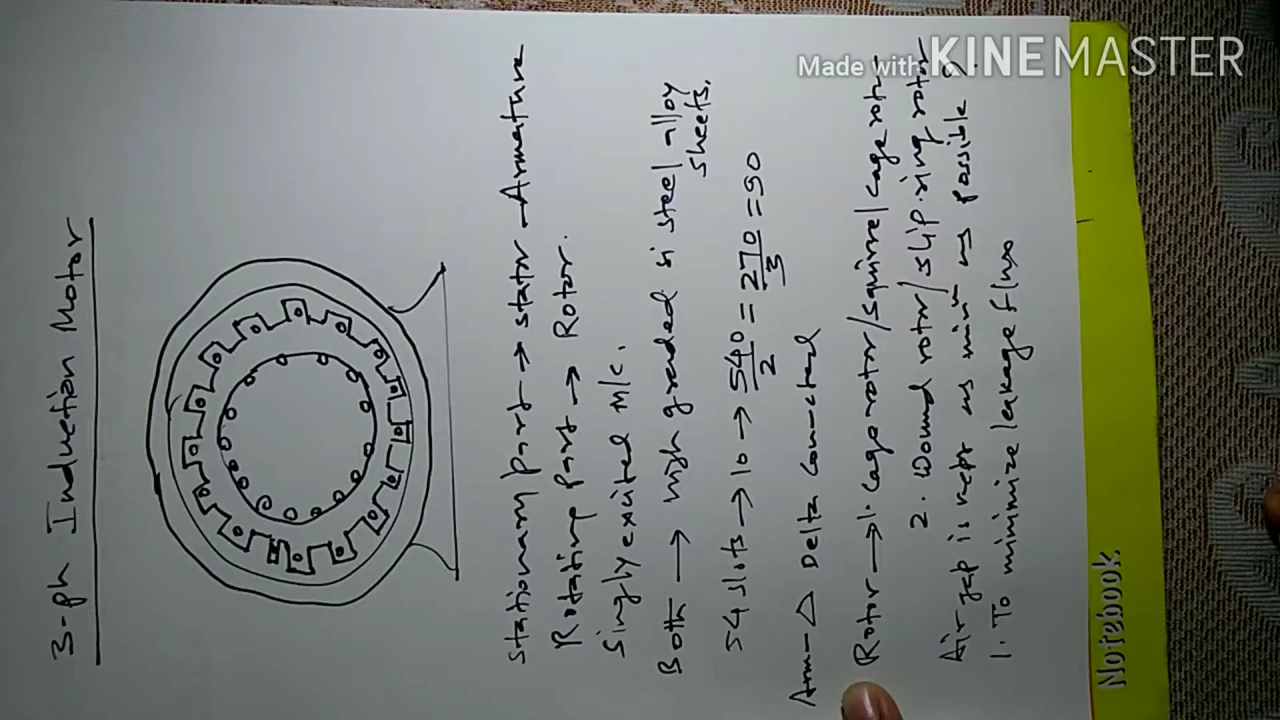 3-ph Induction Motor
Stationary part → stator - Armature
Rotating part → Rotor.
Singly excited M/c.
Both → high graded si steel alloy
sheets.
54 slots → 10 → 540/2 = 270/3 = 90
Arm - Δ Delta Connected
Rotor → 1. Cage rotor/squirrel cage rotor
2. Wound rotor/slip ring rotor
Air gap is kept as min as possible?
1. To minimize leakage flux
Notebook
Made with KINEMASTER